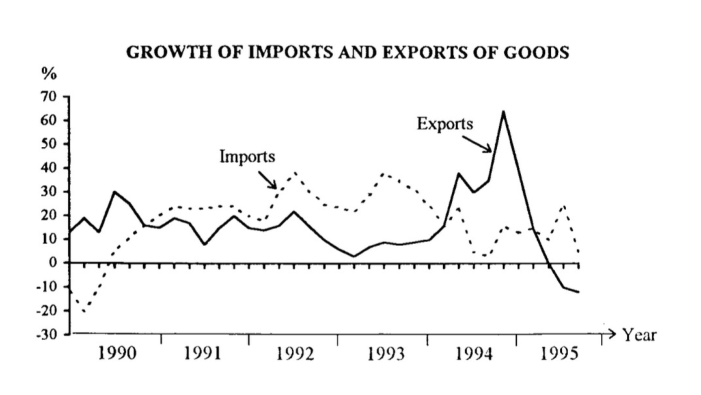 GROWTH OF IMPORTS AND EXPORTS OF GOODS
%
70
60
50
40
30
20
10
0
-10
-20
-30
Imports
Exports
1990 1991 1992 1993 1994 1995
Year